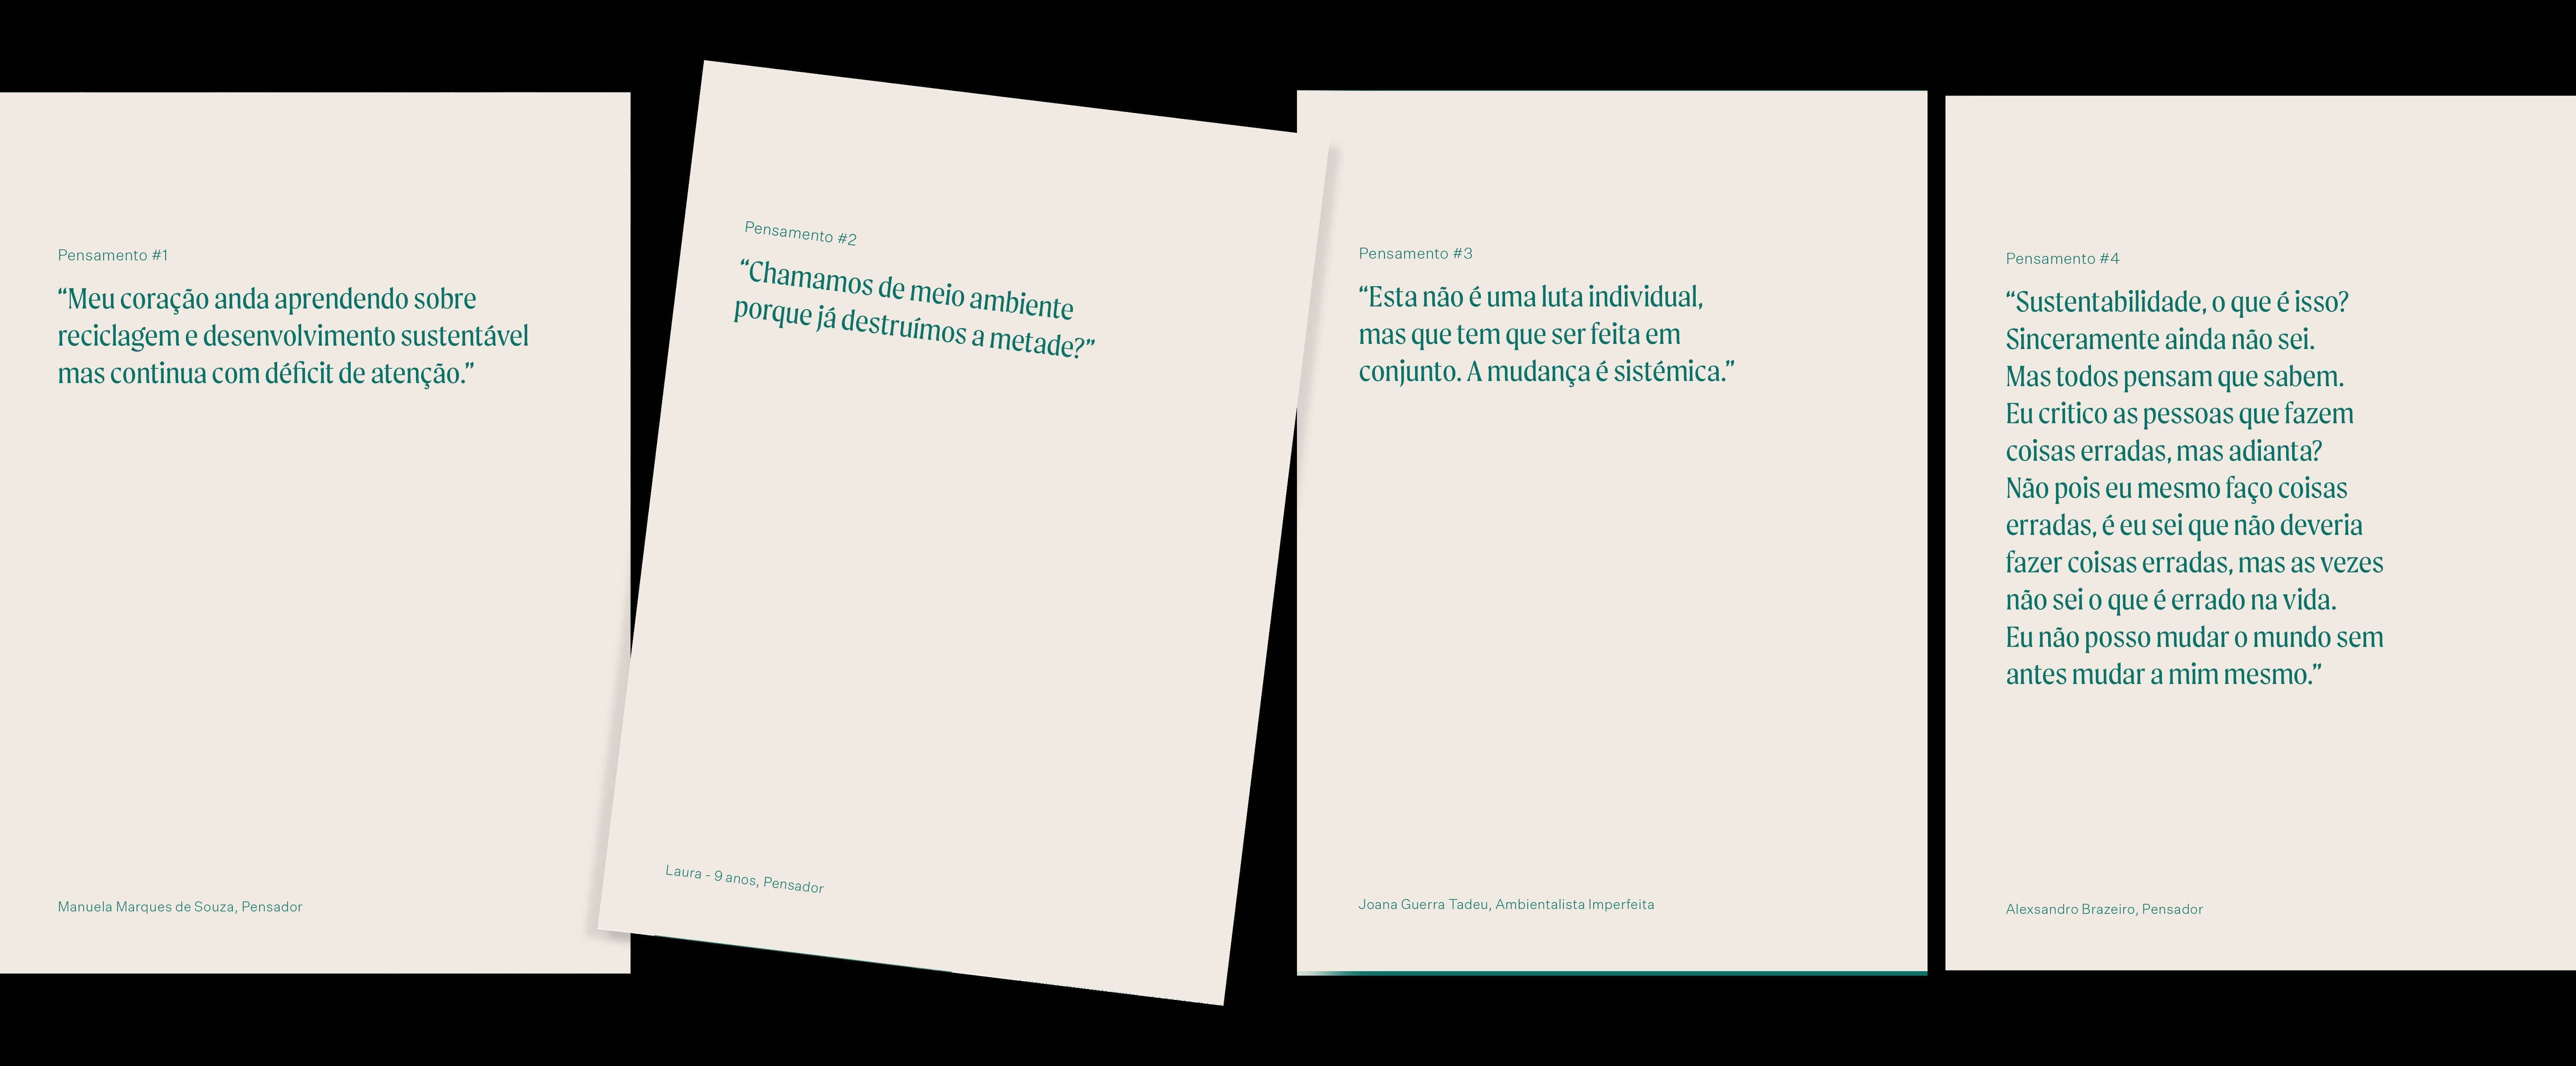 Pensamento #1
“Meu coração anda aprendendo sobre
reciclagem e desenvolvimento sustentável
mas continua com déficit de atenção.”
Manuela Marques de Souza, Pensador
Pensamento #2
“Chamamos de meio ambiente
porque já destruímos a metade?”
Laura - 9 anos, Pensador
Pensamento #3
“Esta não é uma luta individual,
mas que tem que ser feita em
conjunto. A mudança é sistémica.”
Joana Guerra Tadeu, Ambientalista Imperfeita
Pensamento #4
“Sustentabilidade, o que é isso?
Sinceramente ainda não sei.
Mas todos pensam que sabem.
Eu critico as pessoas que fazem
coisas erradas, mas adianta?
Não pois eu mesmo faço coisas
erradas, é eu sei que não deveria
fazer coisas erradas, mas as vezes
não sei o que é errado na vida.
Eu não posso mudar o mundo sem
antes mudar a mim mesmo.”
Alexsandro Brazeiro, Pensador